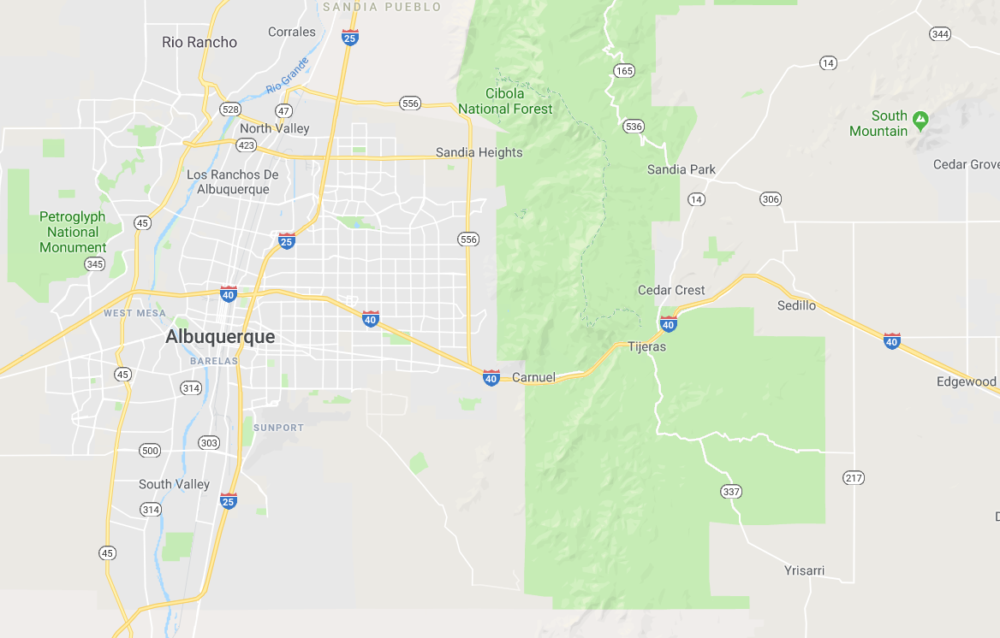 SANDIA PUEBLO
Rio Rancho
Corrales
25
344
14
Rio Grande
165
Cibola
National Forest
528
47
556
North Valley
423
536
South
Mountain
Sandia Heights
Sandia Park
Cedar Grove
Los Ranchos De
Albuquerque
14
306
Petroglyph
National
Monument
45
25
556
345
40
Cedar Crest
Sedillo
WEST MESA
40
40
40
Albuquerque
Tijeras
BARELAS
45
40
Carnuel
Edgewood
314
SUNPORT
500
303
South Valley
217
25
337
314
45
Yrisarri